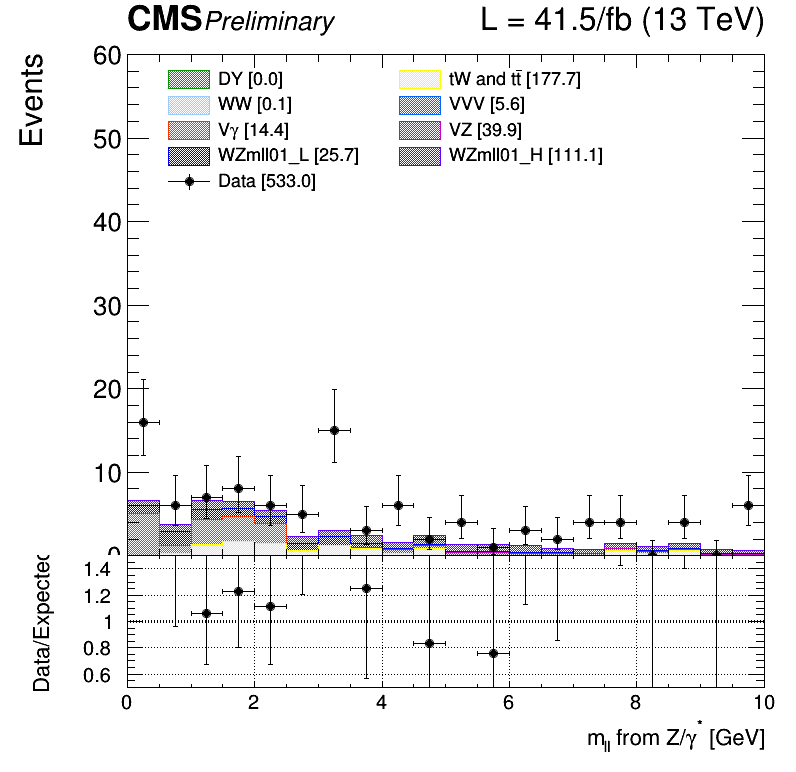 CMS Preliminary L = 41.5/fb (13 TeV)
Events
60
50
40
30
20
10
0
DY [0.0]
tW and tt̄ [177.7]
WW [0.1]
VVV [5.6]
Vγ [14.4]
VZ [39.9]
WZmll01_L [25.7]
WZmll01_H [111.1]
Data [533.0]
Data/Expected
1.4
1.2
1
0.8
0.6
0 2 4 6 8 10
m_ll from Z/γ* [GeV]